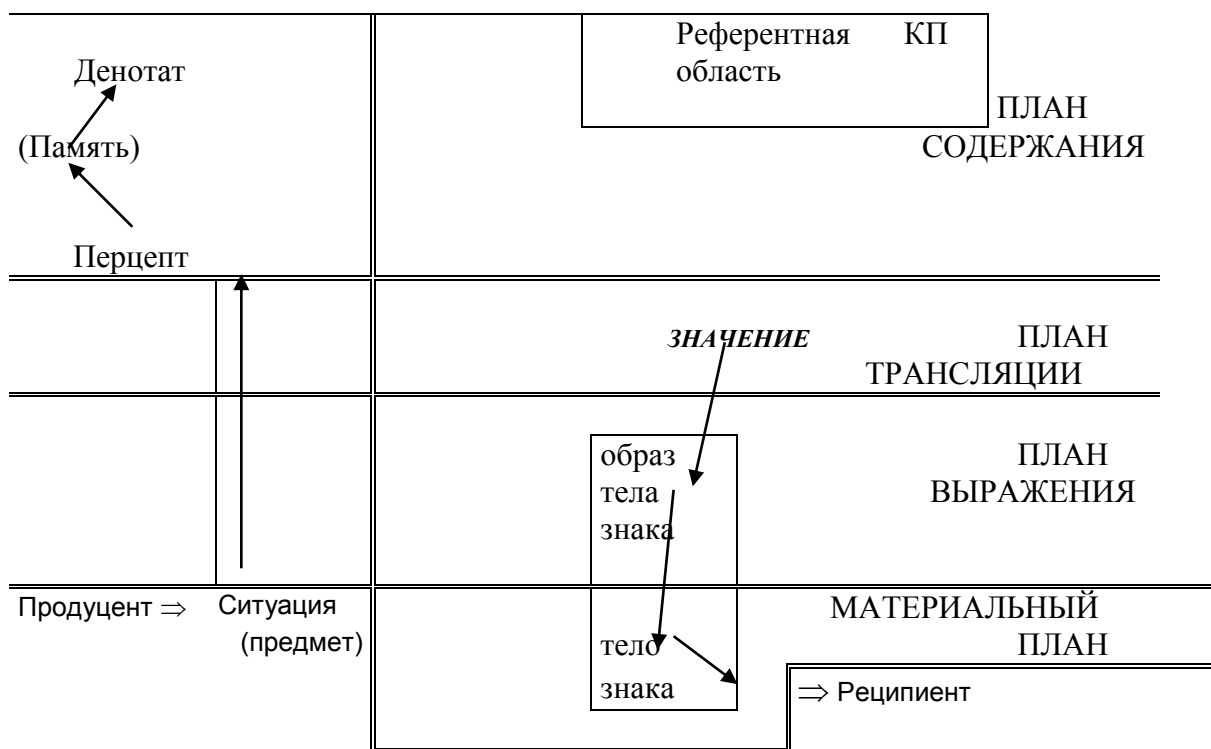 Референтная КП
область
Денотат
ПЛАН
(Память)
СОДЕРЖАНИЯ
Перцепт
ЗНАЧЕНИЕ
ПЛАН
ТРАНСЛЯЦИИ
образ
тела
знака
ПЛАН
ВЫРАЖЕНИЯ
Продуцент ⇒
Ситуация
(предмет)
МАТЕРИАЛЬНЫЙ
ПЛАН
тело
знака
⇒ Реципиент